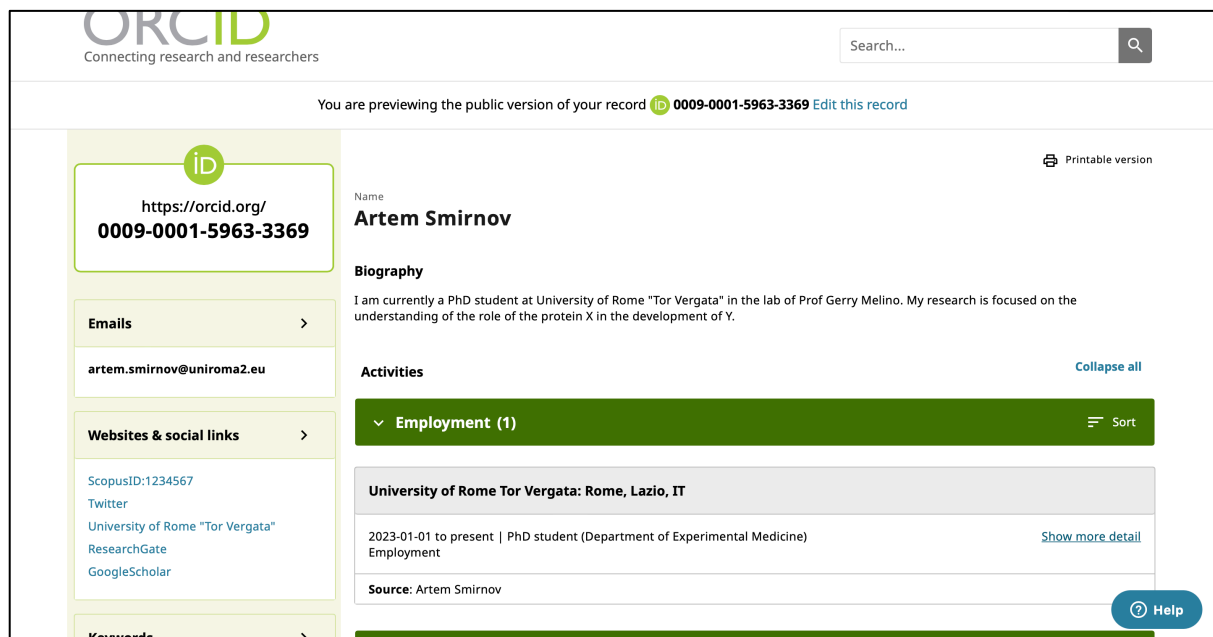 ORCID
Connecting research and researchers
Search...
You are previewing the public version of your record iD 0009-0001-5963-3369 Edit this record
Printable version
iD
https://orcid.org/
0009-0001-5963-3369
Emails
artem.smirnov@uniroma2.eu
Websites & social links
ScopusID:1234567
Twitter
University of Rome "Tor Vergata"
ResearchGate
GoogleScholar
Keywords
Name
Artem Smirnov
Biography
I am currently a PhD student at University of Rome "Tor Vergata" in the lab of Prof Gerry Melino. My research is focused on the
understanding of the role of the protein X in the development of Y.
Activities
Collapse all
Employment (1)
Sort
University of Rome Tor Vergata: Rome, Lazio, IT
2023-01-01 to present | PhD student (Department of Experimental Medicine)
Employment
Show more detail
Source: Artem Smirnov
Help